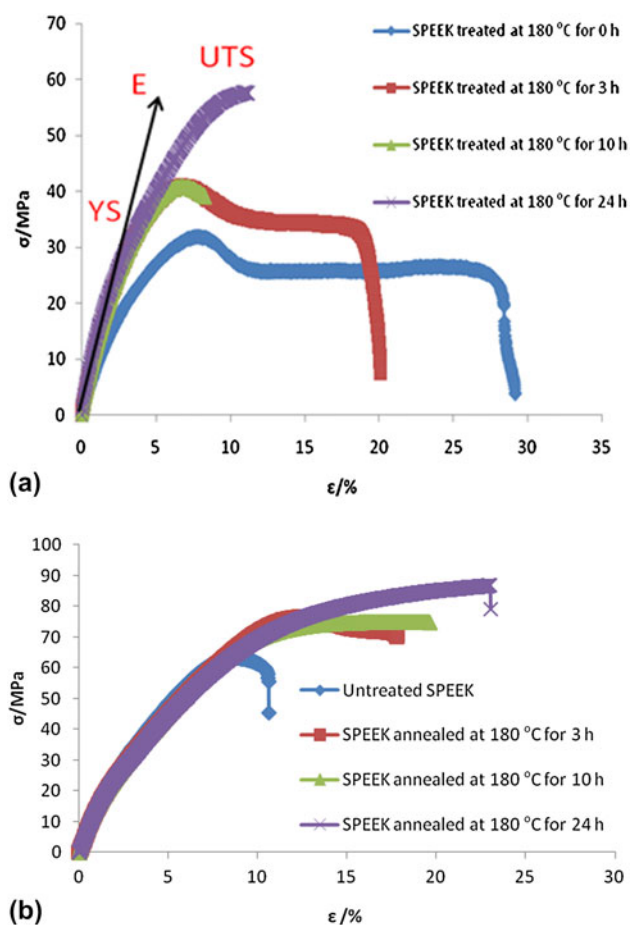 70
60
50
40
30
20
10
0
σ/MPa
E
UTS
YS
SPEEK treated at 180 °C for 0 h
SPEEK treated at 180 °C for 3 h
SPEEK treated at 180 °C for 10 h
SPEEK treated at 180 °C for 24 h
0 5 10 15 20 25 30 35
ε/%
(a)
100
90
80
70
60
50
40
30
20
10
0
σ/MPa
Untreated SPEEK
SPEEK annealed at 180 °C for 3 h
SPEEK annealed at 180 °C for 10 h
SPEEK annealed at 180 °C for 24 h
0 5 10 15 20 25 30
ε/%
(b)